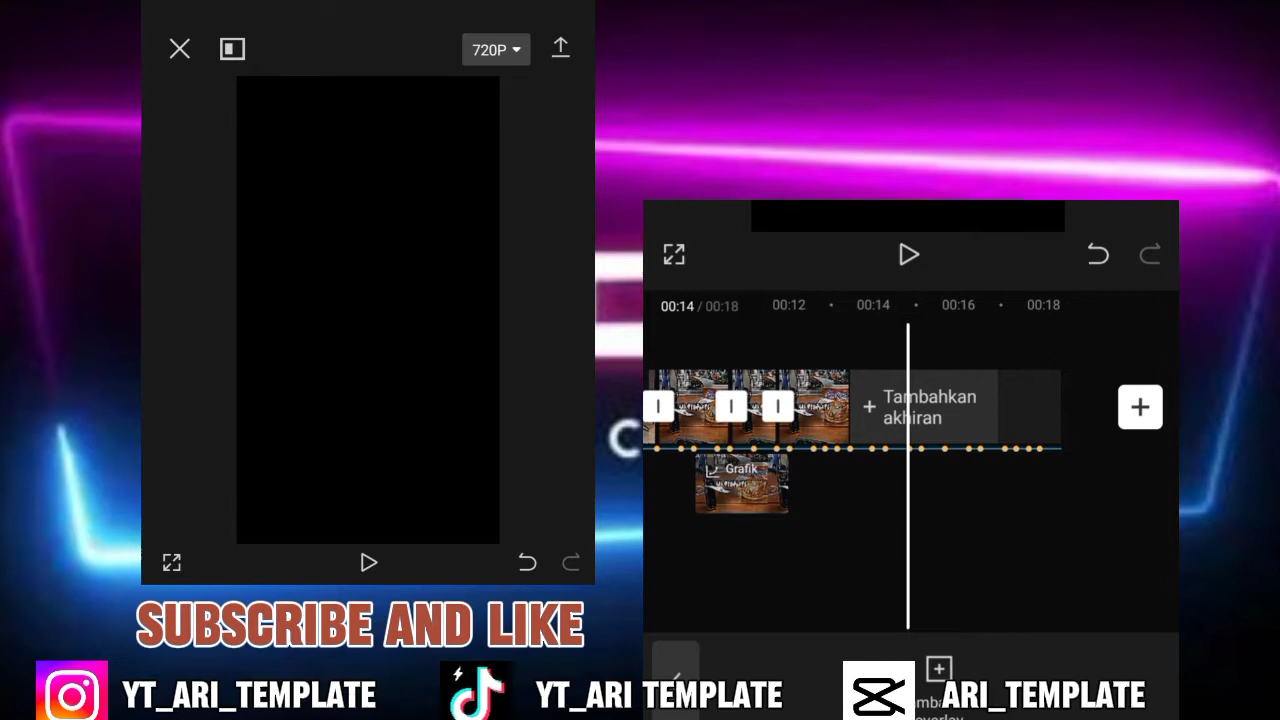 720P
00:14 / 00:18
00:12
00:14
00:16
00:18
+ Tambahkan
akhiran
Grafik
SUBSCRIBE AND LIKE
YT_ARI_TEMPLATE
YT_ARI TEMPLATE
ARI_TEMPLATE